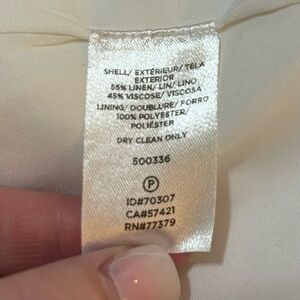 SHELL/ EXTÉRIEUR/ TELA
EXTERIOR
55% LINEN/ LIN/ LINO
45% VISCOSE/ VISCOSA
LINING/ DOUBLURE/ FORRO
100% POLYESTER/
POLIÉSTER
DRY CLEAN ONLY
500336
P
ID#70307
CA#57421
RN#77379